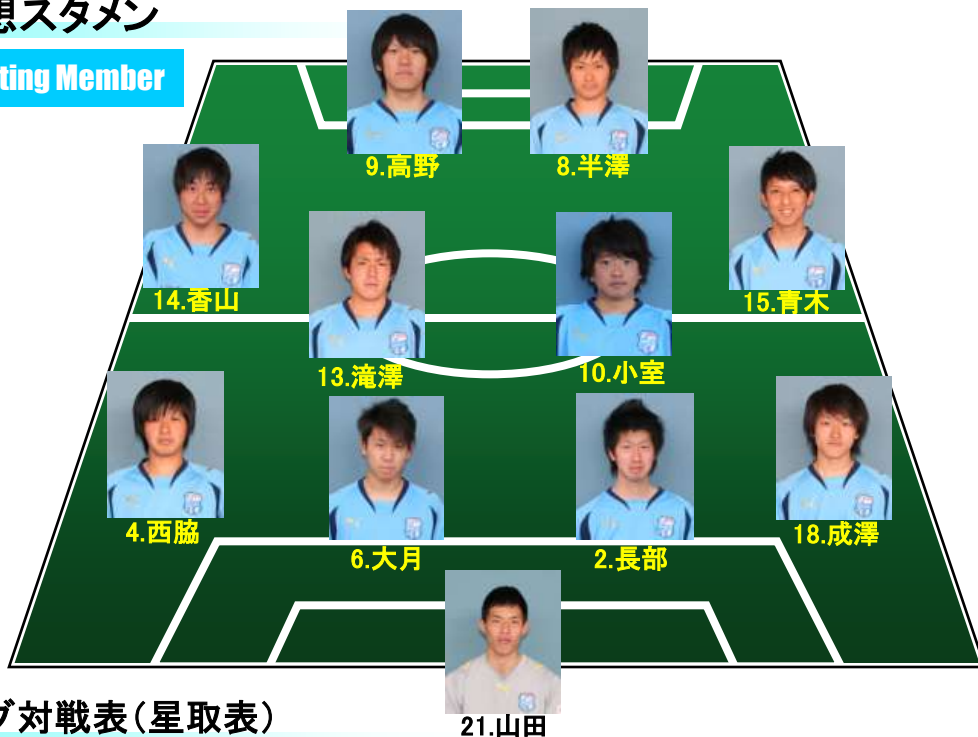 想スタメン
ting Member
9.高野
8.半澤
14.香山
15.青木
13.滝澤
10.小室
4.西脇
18.成澤
6.大月
2.長部
21.山田
グ対戦表(星取表)